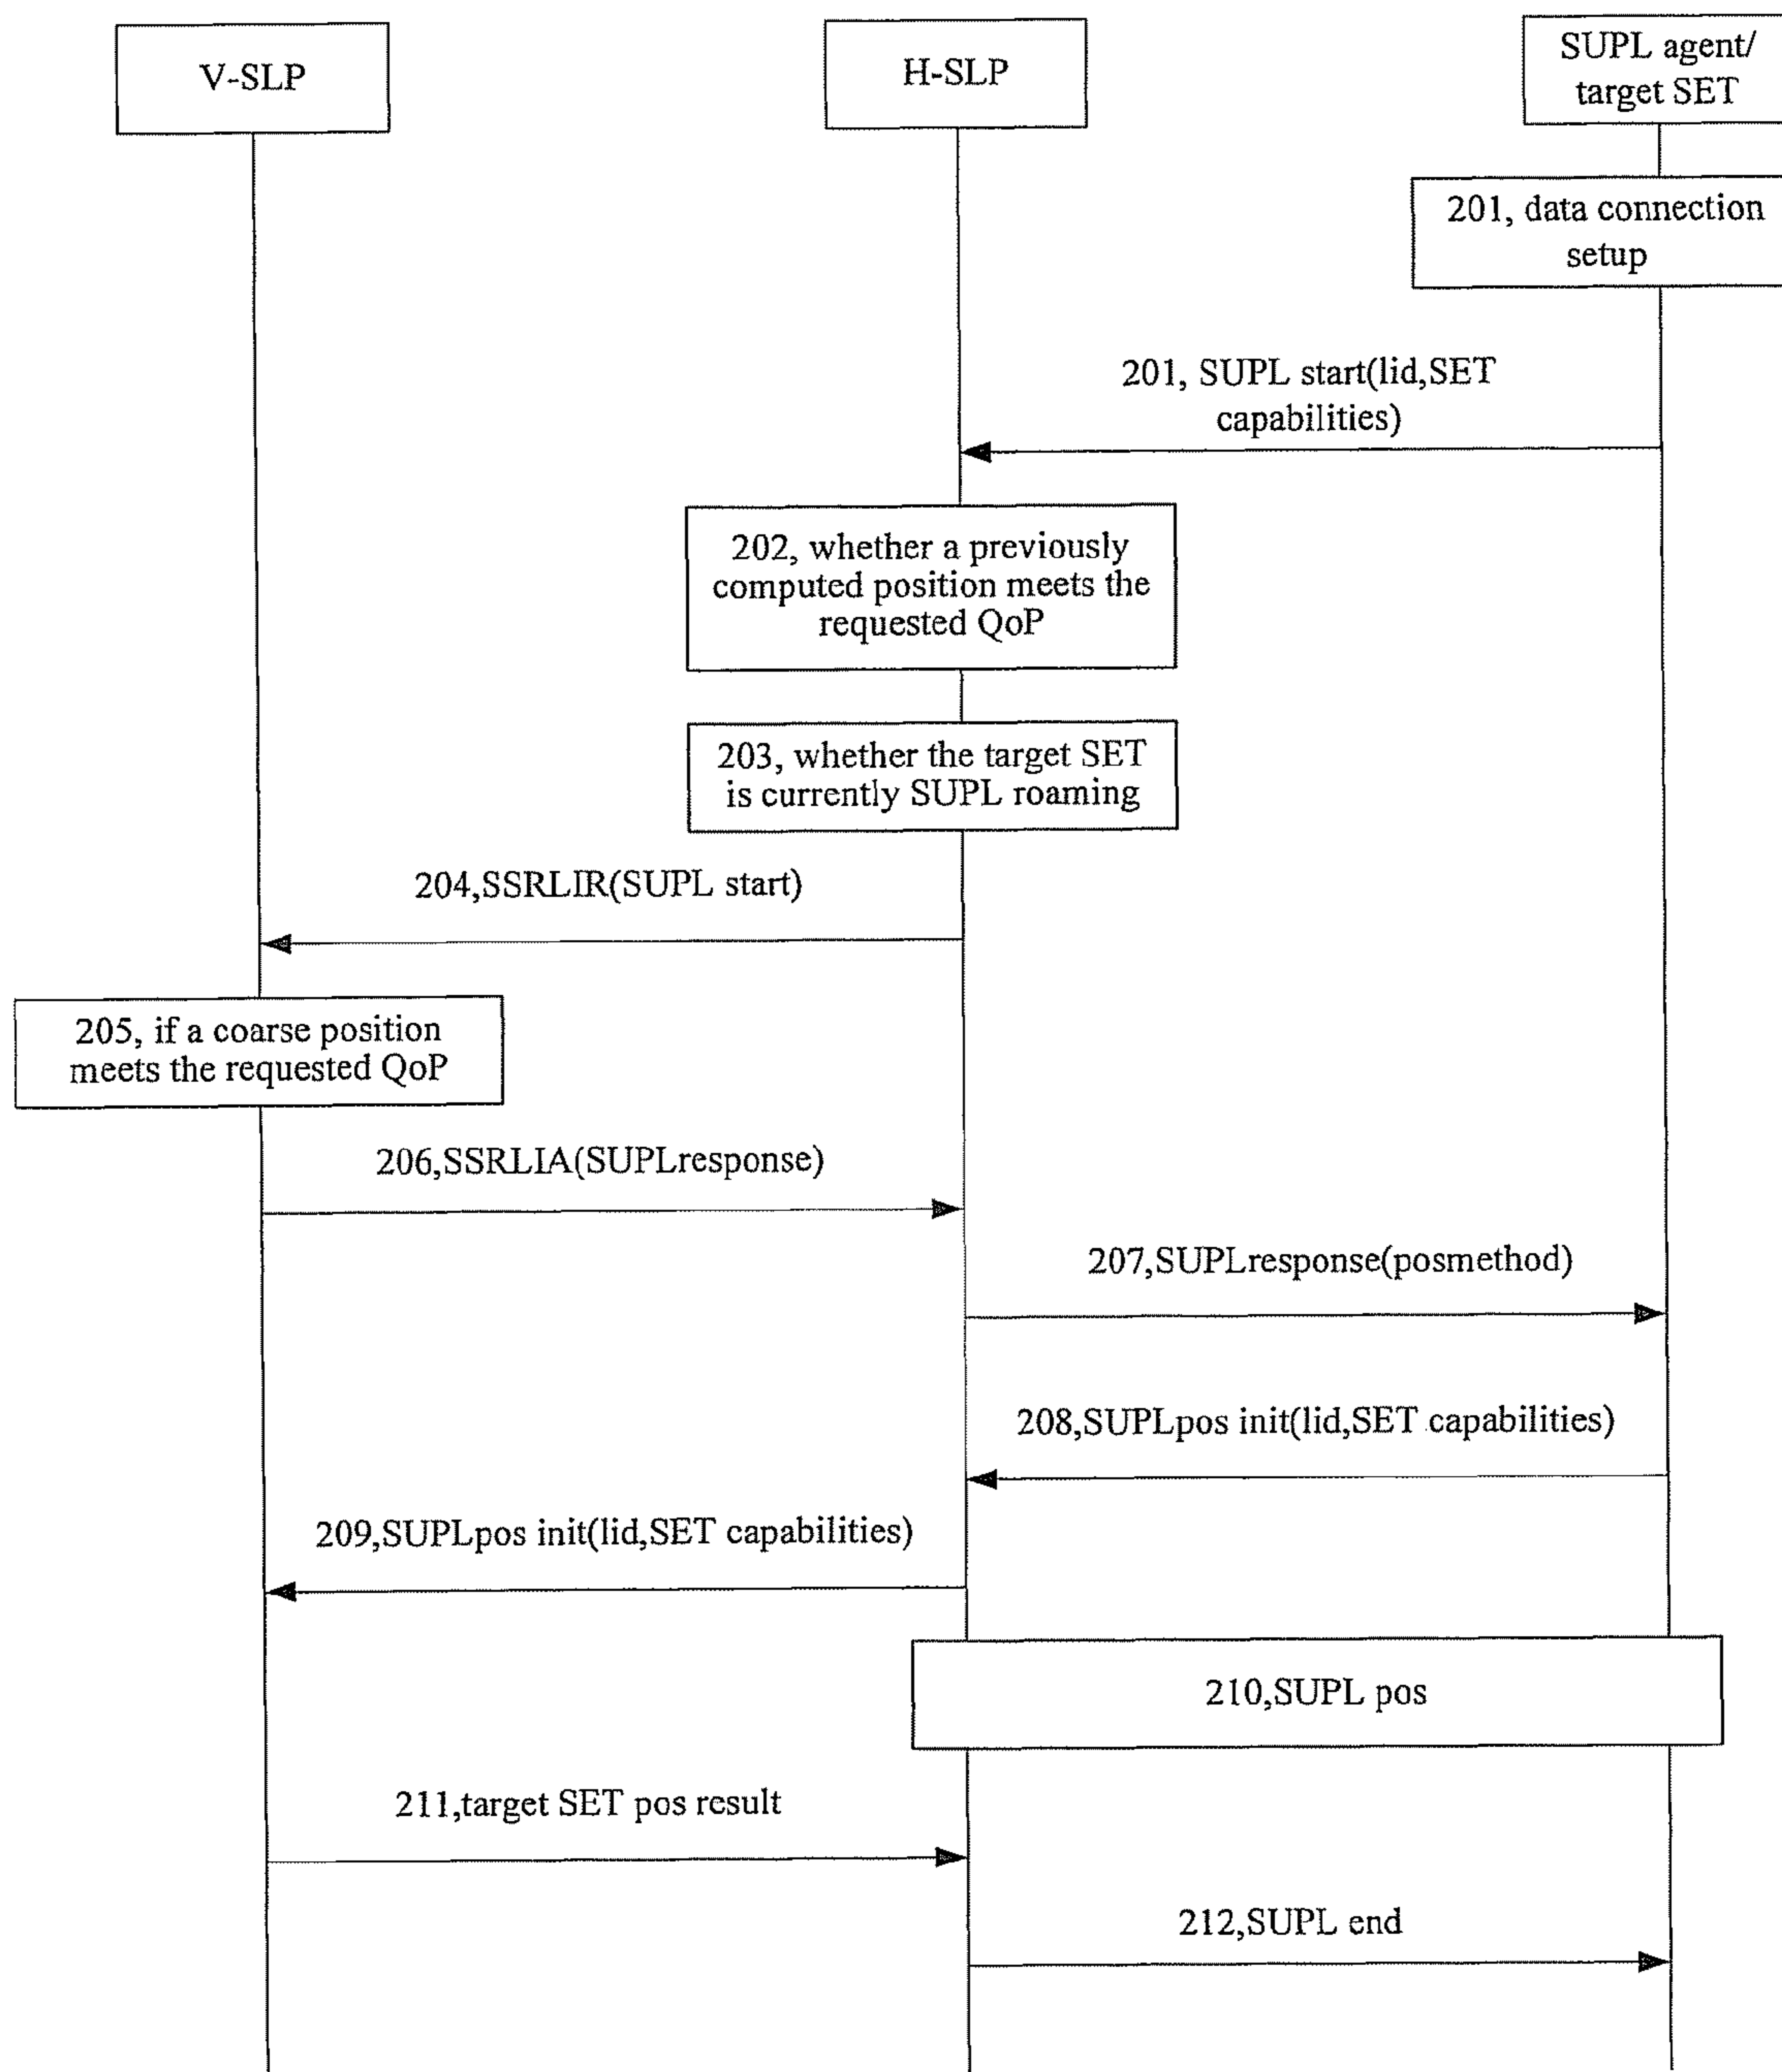 V-SLP
H-SLP
SUPL agent/
target SET
201, data connection
setup
201, SUPL start(lid,SET
capabilities)
202, whether a previously
computed position meets the
requested QoP
203, whether the target SET
is currently SUPL roaming
204,SSRLIR(SUPL start)
205, if a coarse position
meets the requested QoP
206,SSRLIA(SUPLresponse)
207,SUPLresponse(posmethod)
208,SUPLpos init(lid,SET capabilities)
209,SUPLpos init(lid,SET capabilities)
210,SUPL pos
211,target SET pos result
212,SUPL end